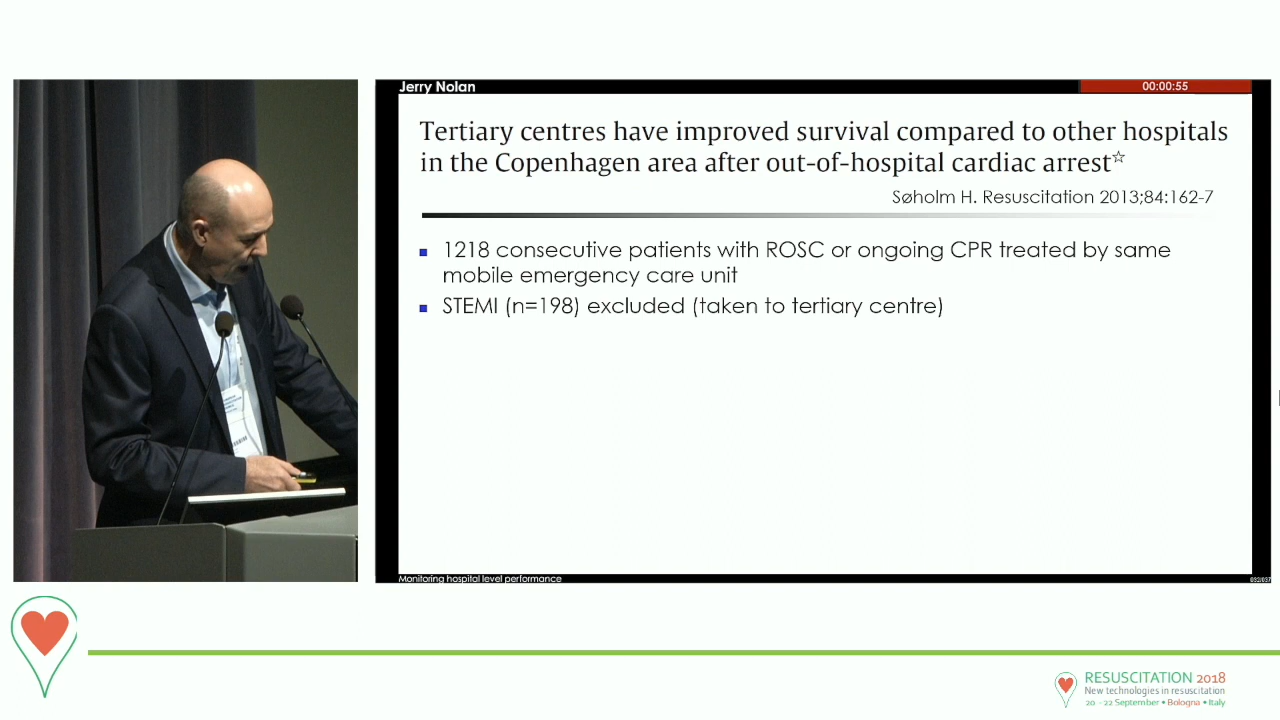 Jerry Nolan
00:00:55
Tertiary centres have improved survival compared to other hospitals
in the Copenhagen area after out-of-hospital cardiac arrest☆
Søholm H. Resuscitation 2013;84:162-7
▪ 1218 consecutive patients with ROSC or ongoing CPR treated by same
mobile emergency care unit
▪ STEMI (n=198) excluded (taken to tertiary centre)
Monitoring hospital level performance
032/037
RESUSCITATION 2018
New technologies in resuscitation
20 - 22 September • Bologna • Italy